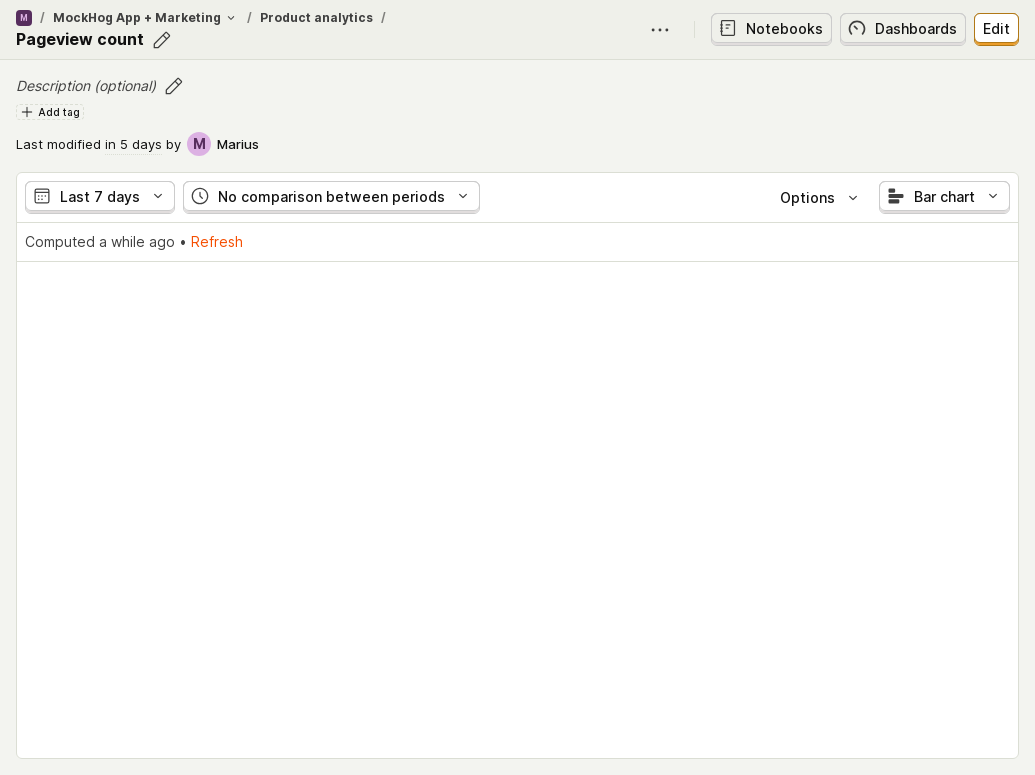 M / MockHog App + Marketing / Product analytics /
Pageview count
Notebooks
Dashboards
Edit
Description (optional)
Add tag
Last modified in 5 days by M Marius
Last 7 days
No comparison between periods
Options
Bar chart
Computed a while ago • Refresh